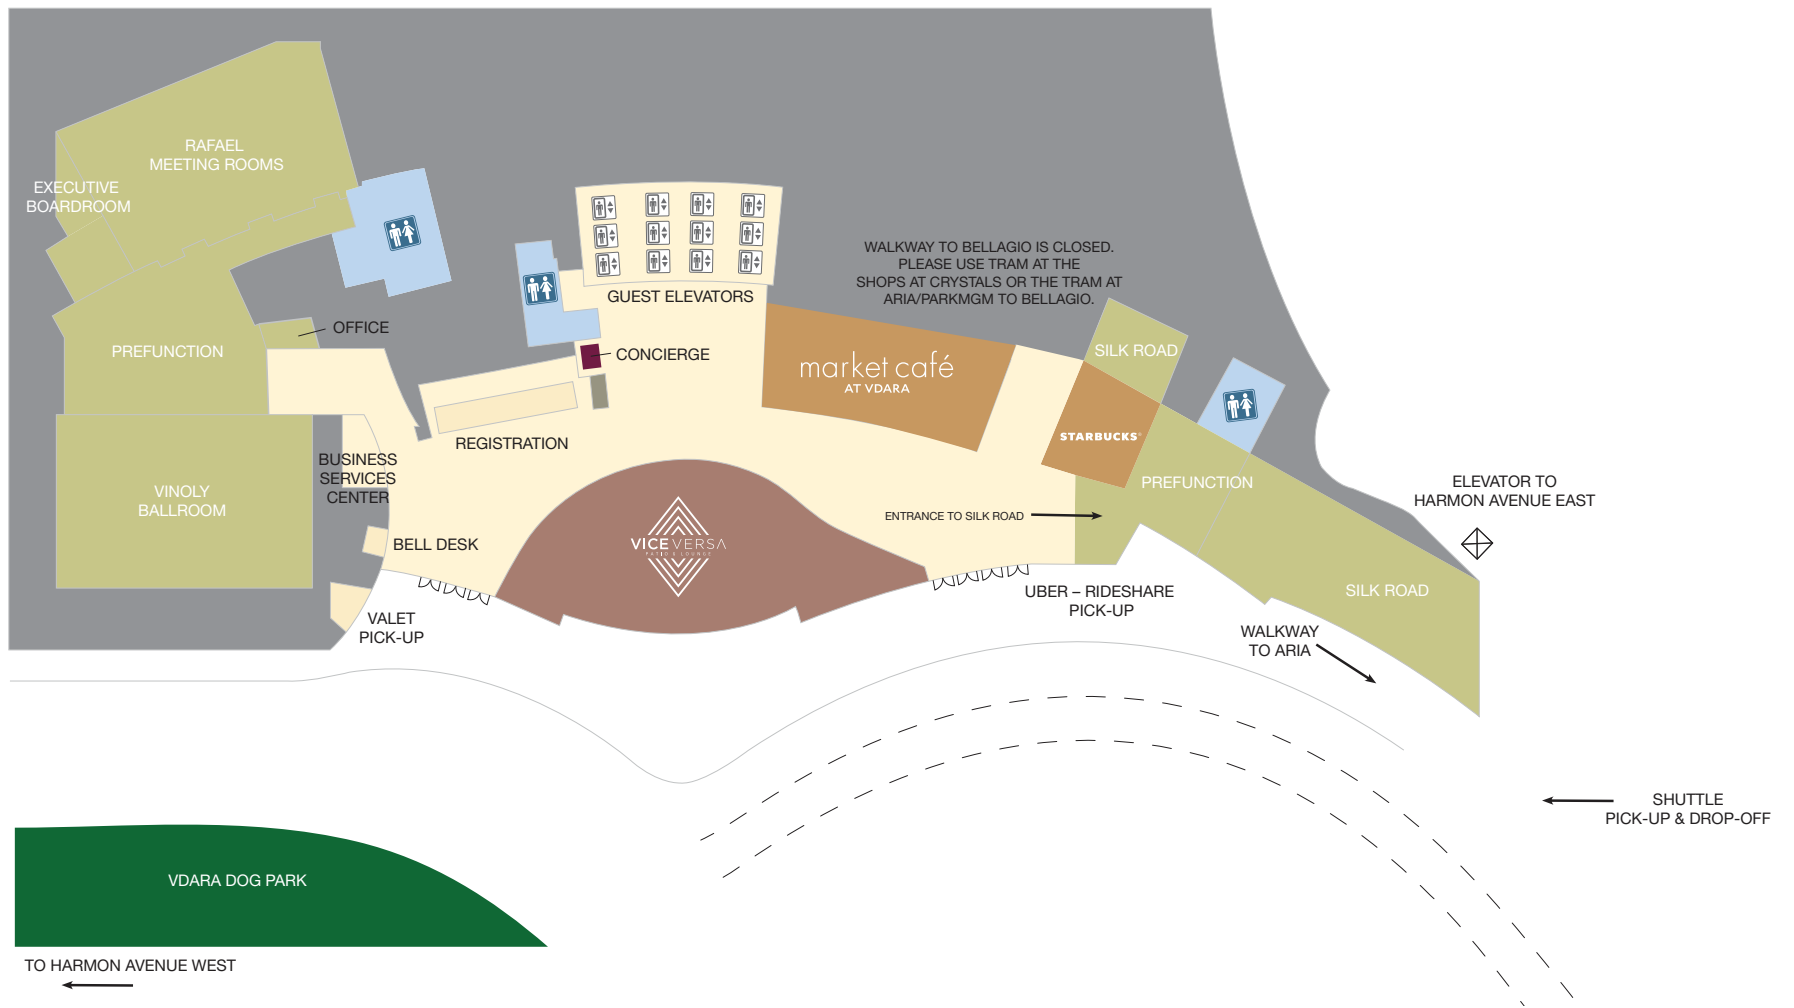 RAFAEL
MEETING ROOMS
EXECUTIVE
BOARDROOM
PREFUNCTION
OFFICE
VINOLY
BALLROOM
BUSINESS
SERVICES
CENTER
BELL DESK
VALET
PICK-UP
REGISTRATION
CONCIERGE
GUEST ELEVATORS
WALKWAY TO BELLAGIO IS CLOSED.
PLEASE USE TRAM AT THE
SHOPS AT CRYSTALS OR THE TRAM AT
ARIA/PARKMGM TO BELLAGIO.
market café
AT VDARA
SILK ROAD
STARBUCKS®
PREFUNCTION
ENTRANCE TO SILK ROAD
VICEVERSA
PATIO & LOUNGE
UBER – RIDESHARE
PICK-UP
ELEVATOR TO
HARMON AVENUE EAST
SILK ROAD
WALKWAY
TO ARIA
SHUTTLE
PICK-UP & DROP-OFF
VDARA DOG PARK
TO HARMON AVENUE WEST